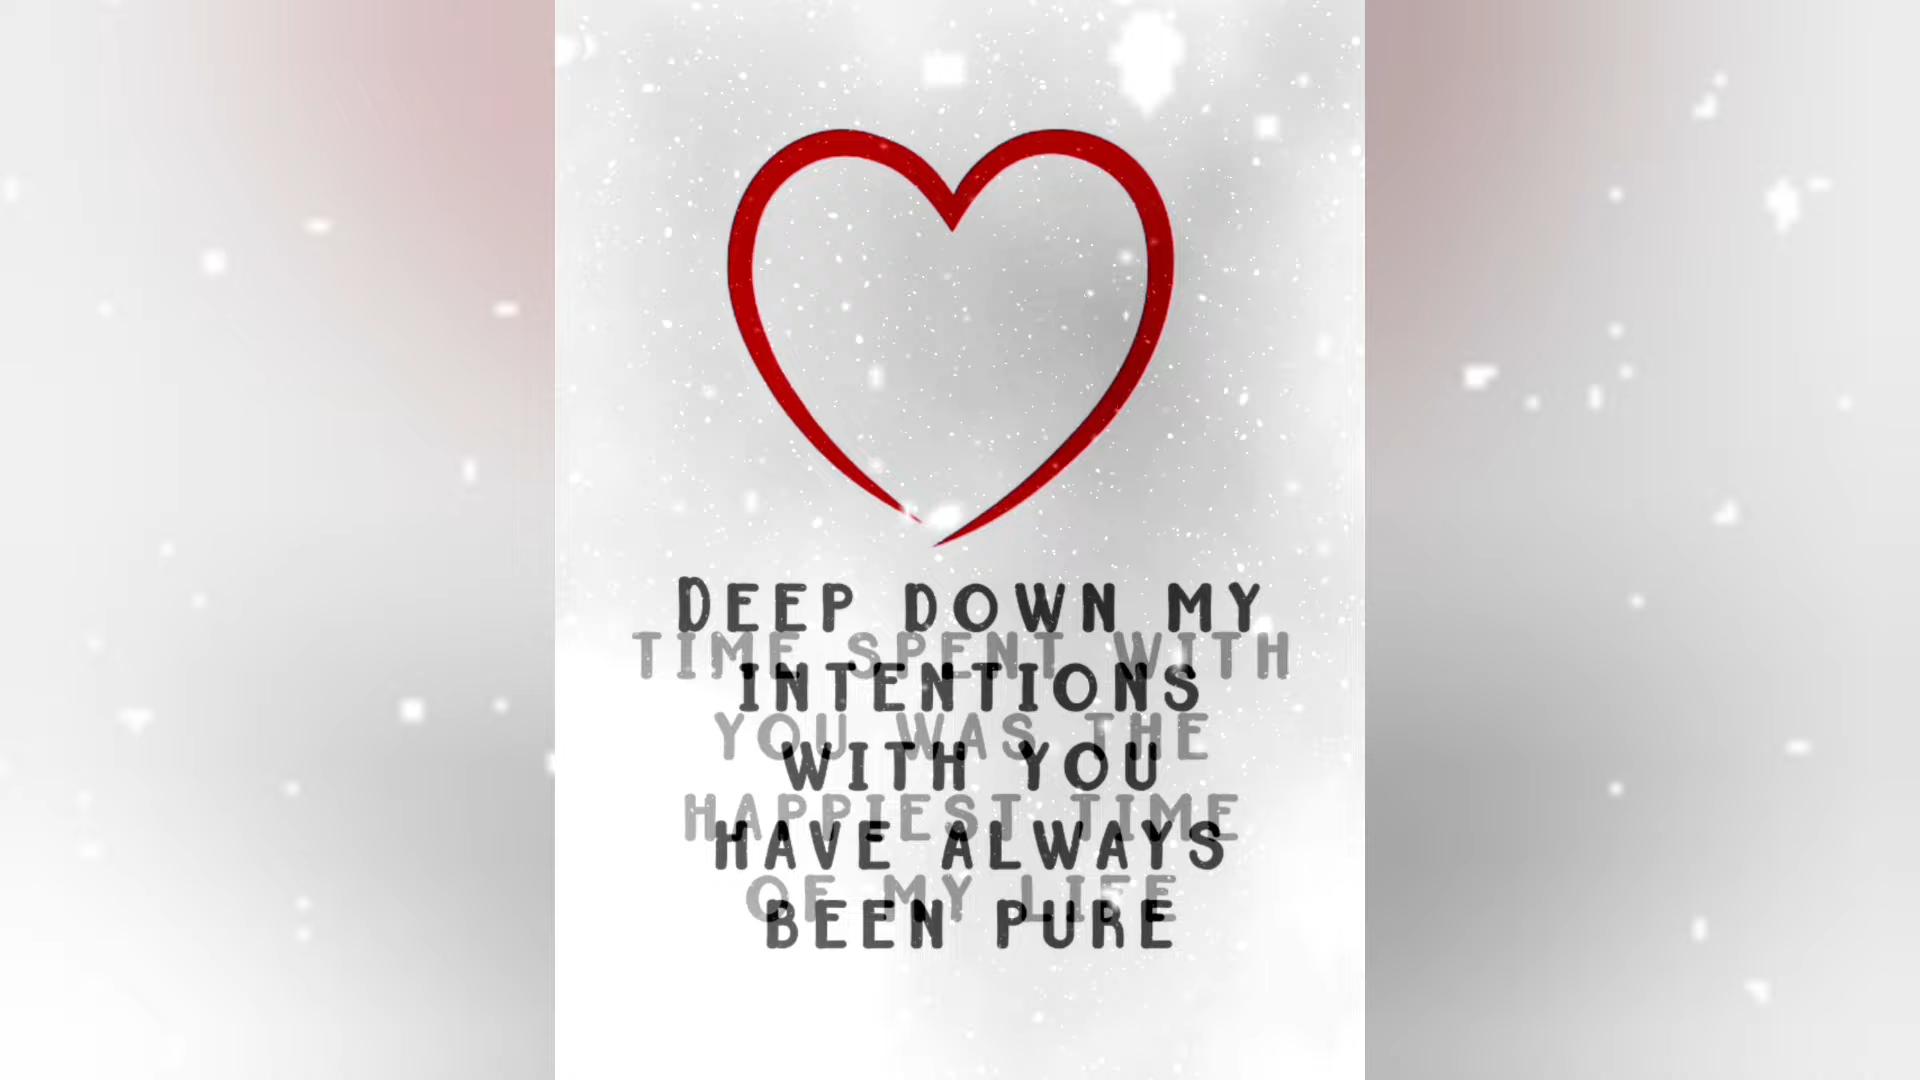 DEEP DOWN MY
INTENTIONS
WITH YOU
HAVE ALWAYS
BEEN PURE
TIME SPENT WITH
YOU WAS THE
HAPPIEST TIME
OF MY LIFE